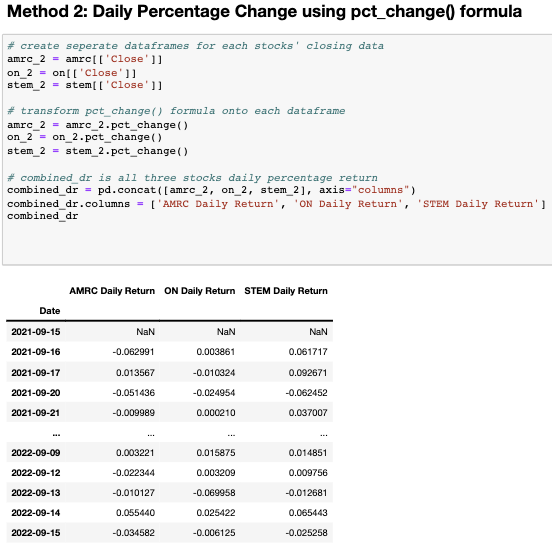 Method 2: Daily Percentage Change using pct_change() formula
# create seperate dataframes for each stocks' closing data
amrc_2 = amrc[['Close']]
on_2 = on[['Close']]
stem_2 = stem[['Close']]
# transform pct_change() formula onto each dataframe
amrc_2 = amrc_2.pct_change()
on_2 = on_2.pct_change()
stem_2 = stem_2.pct_change()
# combined_dr is all three stocks daily percentage return
combined_dr = pd.concat([amrc_2, on_2, stem_2], axis="columns")
combined_dr.columns = ['AMRC Daily Return', 'ON Daily Return', 'STEM Daily Return']
combined_dr
AMRC Daily Return ON Daily Return STEM Daily Return
Date
2021-09-15 NaN NaN NaN
2021-09-16 -0.062991 0.003861 0.061717
2021-09-17 0.013567 -0.010324 0.092671
2021-09-20 -0.051436 -0.024954 -0.062452
2021-09-21 -0.009989 0.000210 0.037007
... ... ... ...
2022-09-09 0.003221 0.015875 0.014851
2022-09-12 -0.022344 0.003209 0.009756
2022-09-13 -0.010127 -0.069958 -0.012681
2022-09-14 0.055440 0.025422 0.065443
2022-09-15 -0.034582 -0.006125 -0.025258